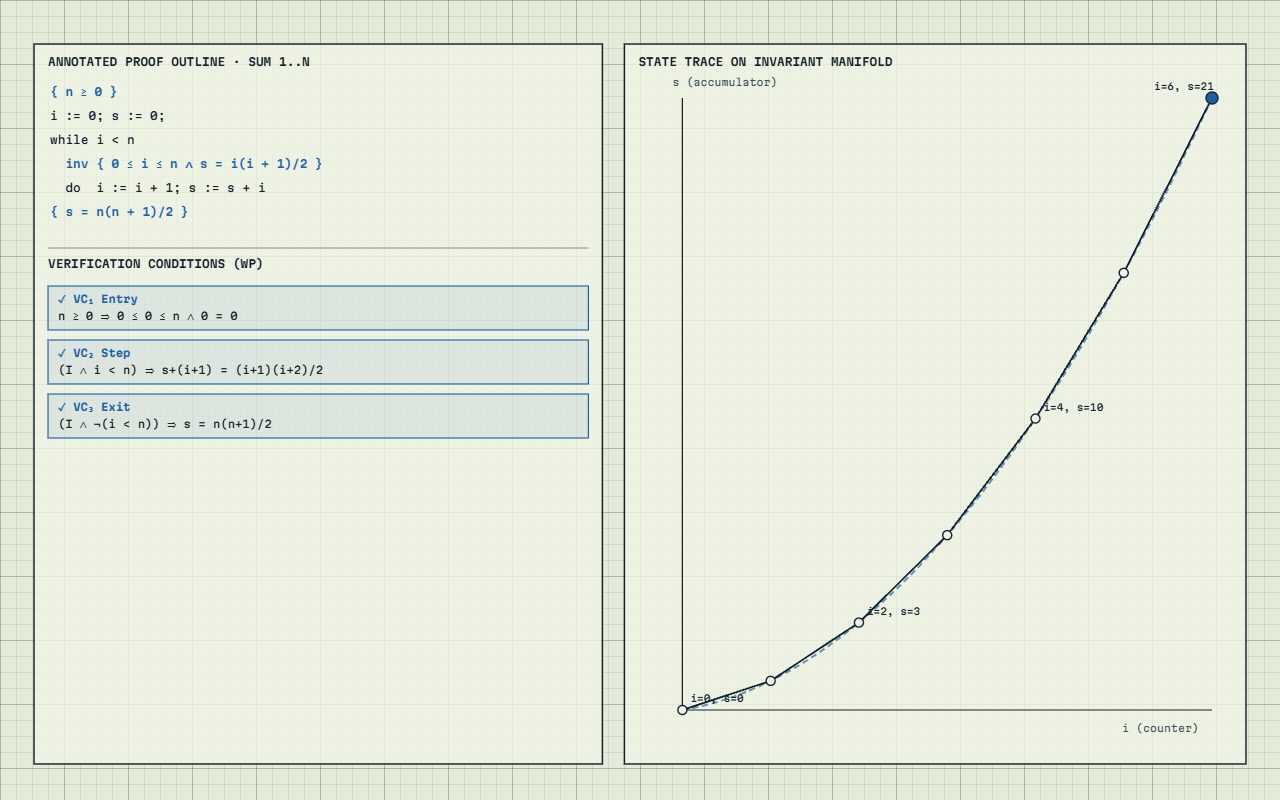 ANNOTATED PROOF OUTLINE · SUM 1..N
{ n ≥ 0 }
i := 0; s := 0;
while i < n
inv { 0 ≤ i ≤ n ∧ s = i(i + 1)/2 }
do  i := i + 1; s := s + i
{ s = n(n + 1)/2 }
VERIFICATION CONDITIONS (WP)
✓ VC₁ Entry
n ≥ 0 ⇒ 0 ≤ 0 ≤ n ∧ 0 = 0
✓ VC₂ Step
(I ∧ i < n) ⇒ s+(i+1) = (i+1)(i+2)/2
✓ VC₃ Exit
(I ∧ ¬(i < n)) ⇒ s = n(n+1)/2
STATE TRACE ON INVARIANT MANIFOLD
s (accumulator)
i=6, s=21
i=4, s=10
i=2, s=3
i=0, s=0
i (counter)